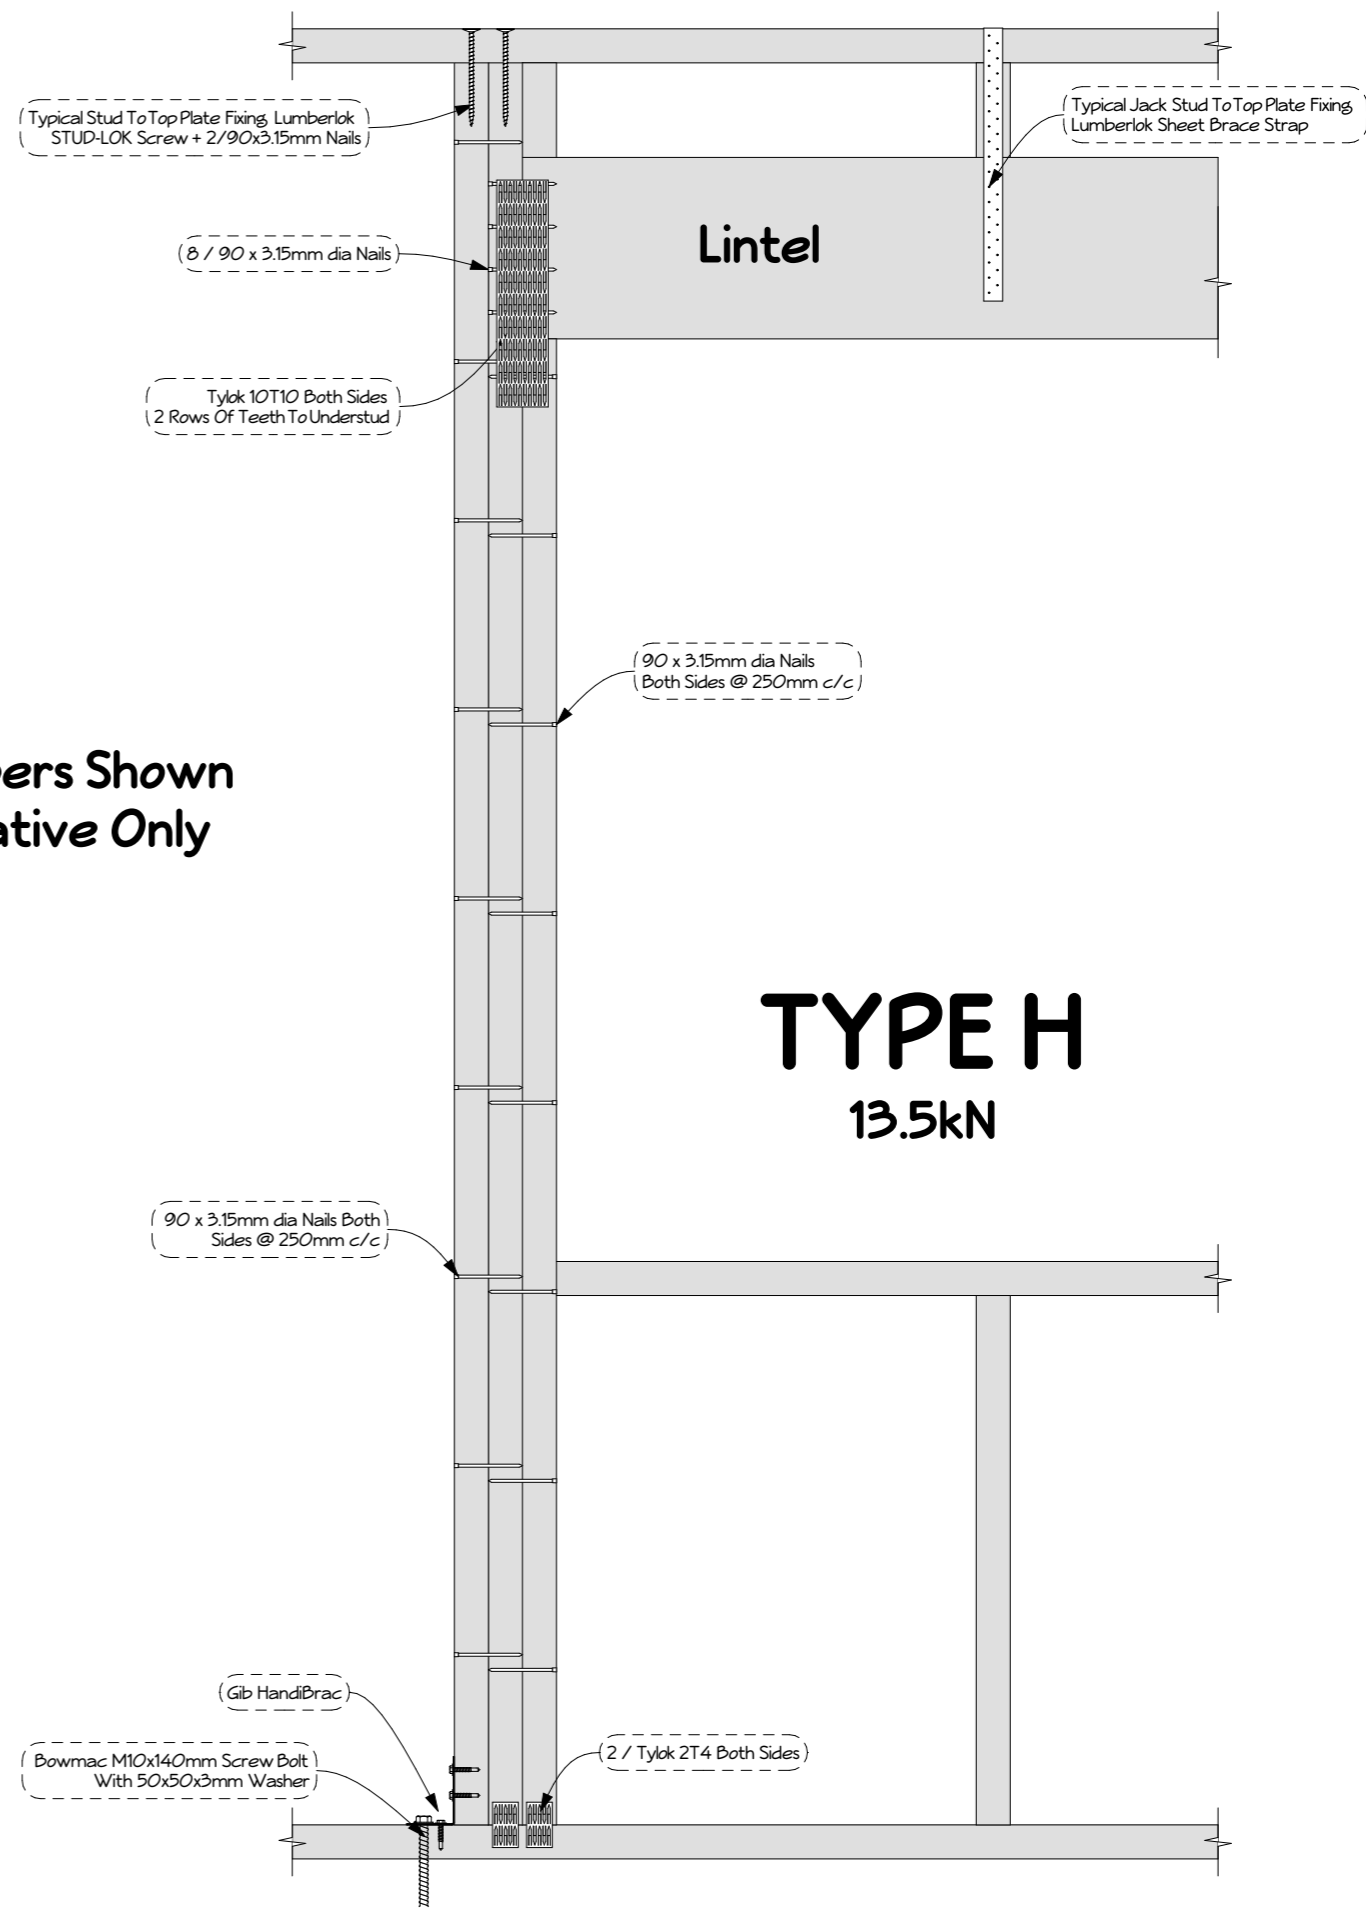 Typical Stud To Top Plate Fixing Lumberlok
STUD-LOK Screw + 2/90x3.15mm Nails
Typical Jack Stud To Top Plate Fixing
Lumberlok Sheet Brace Strap
8 / 90 x 3.15mm dia Nails
Lintel
Tylok 10T10 Both Sides
2 Rows Of Teeth To Understud
90 x 3.15mm dia Nails
Both Sides @ 250mm c/c
ers Shown
ative Only
TYPE H
13.5kN
90 x 3.15mm dia Nails Both
Sides @ 250mm c/c
Gib HandiBrac
Bowmac M10x140mm Screw Bolt
With 50x50x3mm Washer
2 / Tylok 2T4 Both Sides